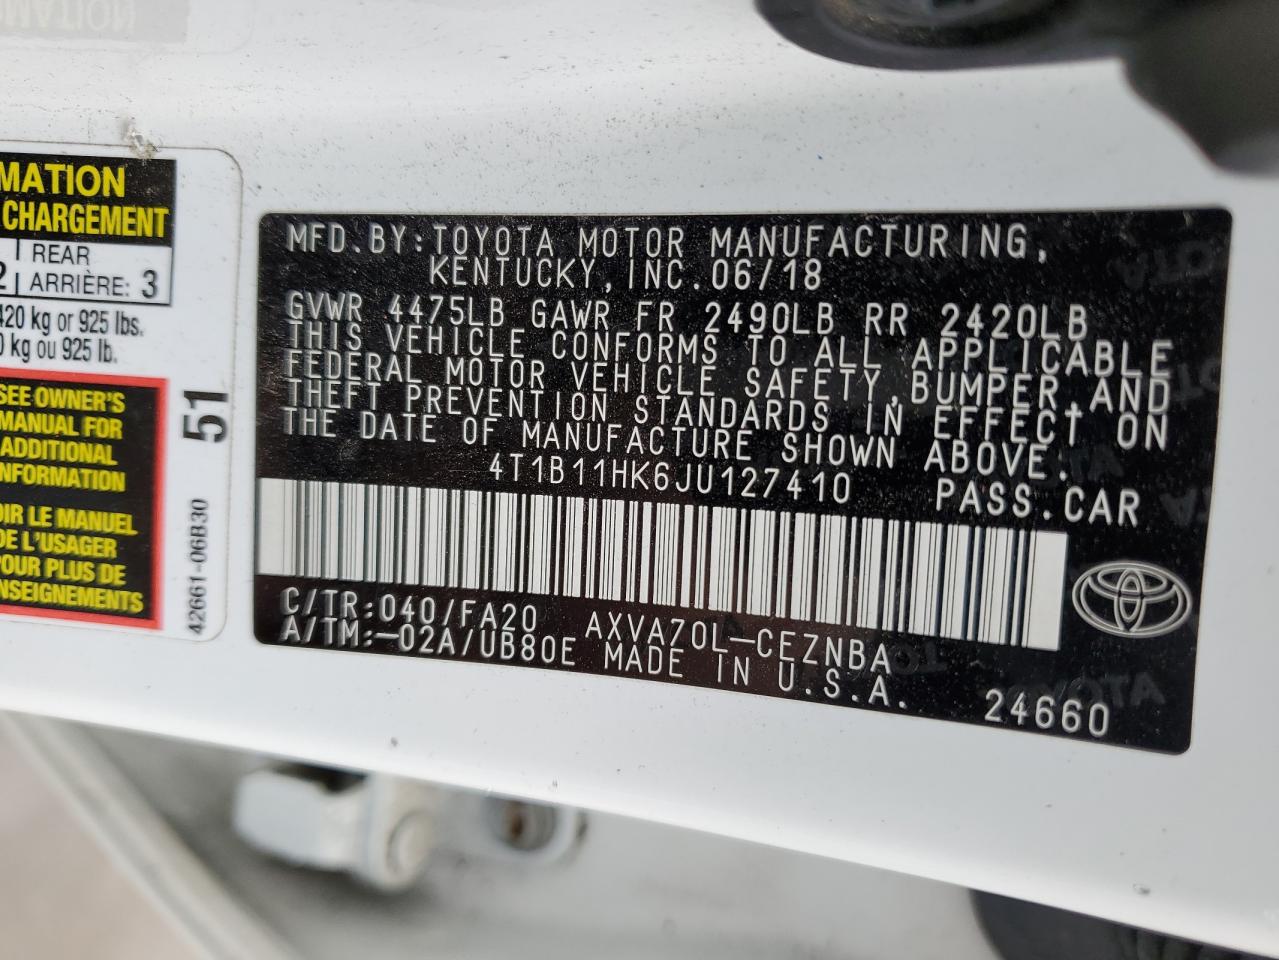 MATION
CHARGEMENT
2 REAR
ARRIÈRE: 3
420 kg or 925 lbs.
0 kg ou 925 lb.
SEE OWNER'S
MANUAL FOR
ADDITIONAL
INFORMATION
OIR LE MANUEL
DE L'USAGER
POUR PLUS DE
NSEIGNEMENTS
51
42661-06B30
MFD.BY:TOYOTA MOTOR MANUFACTURING,
KENTUCKY,INC.06/18
GVWR 4475LB GAWR FR 2490LB RR 2420LB
THIS VEHICLE CONFORMS TO ALL APPLICABLE
FEDERAL MOTOR VEHICLE SAFETY,BUMPER,AND
THEFT PREVENTION STANDARDS IN EFFECT ON
THE DATE OF MANUFACTURE SHOWN ABOVE.
4T1B11HK6JU127410 PASS.CAR
C/TR:040/FA20 AXVA70L-CEZNBA
A/TM:-02A/UB80E MADE IN U.S.A.
24660